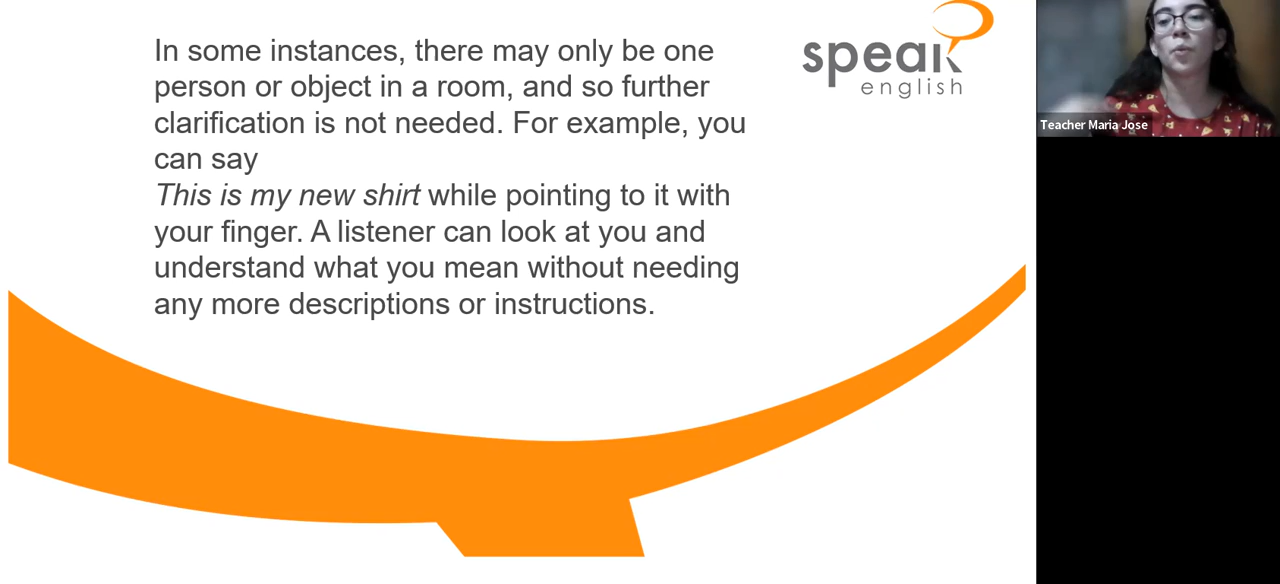 In some instances, there may only be one
person or object in a room, and so further
clarification is not needed. For example, you
can say
This is my new shirt while pointing to it with
your finger. A listener can look at you and
understand what you mean without needing
any more descriptions or instructions.
speak
english
Teacher Maria Jose